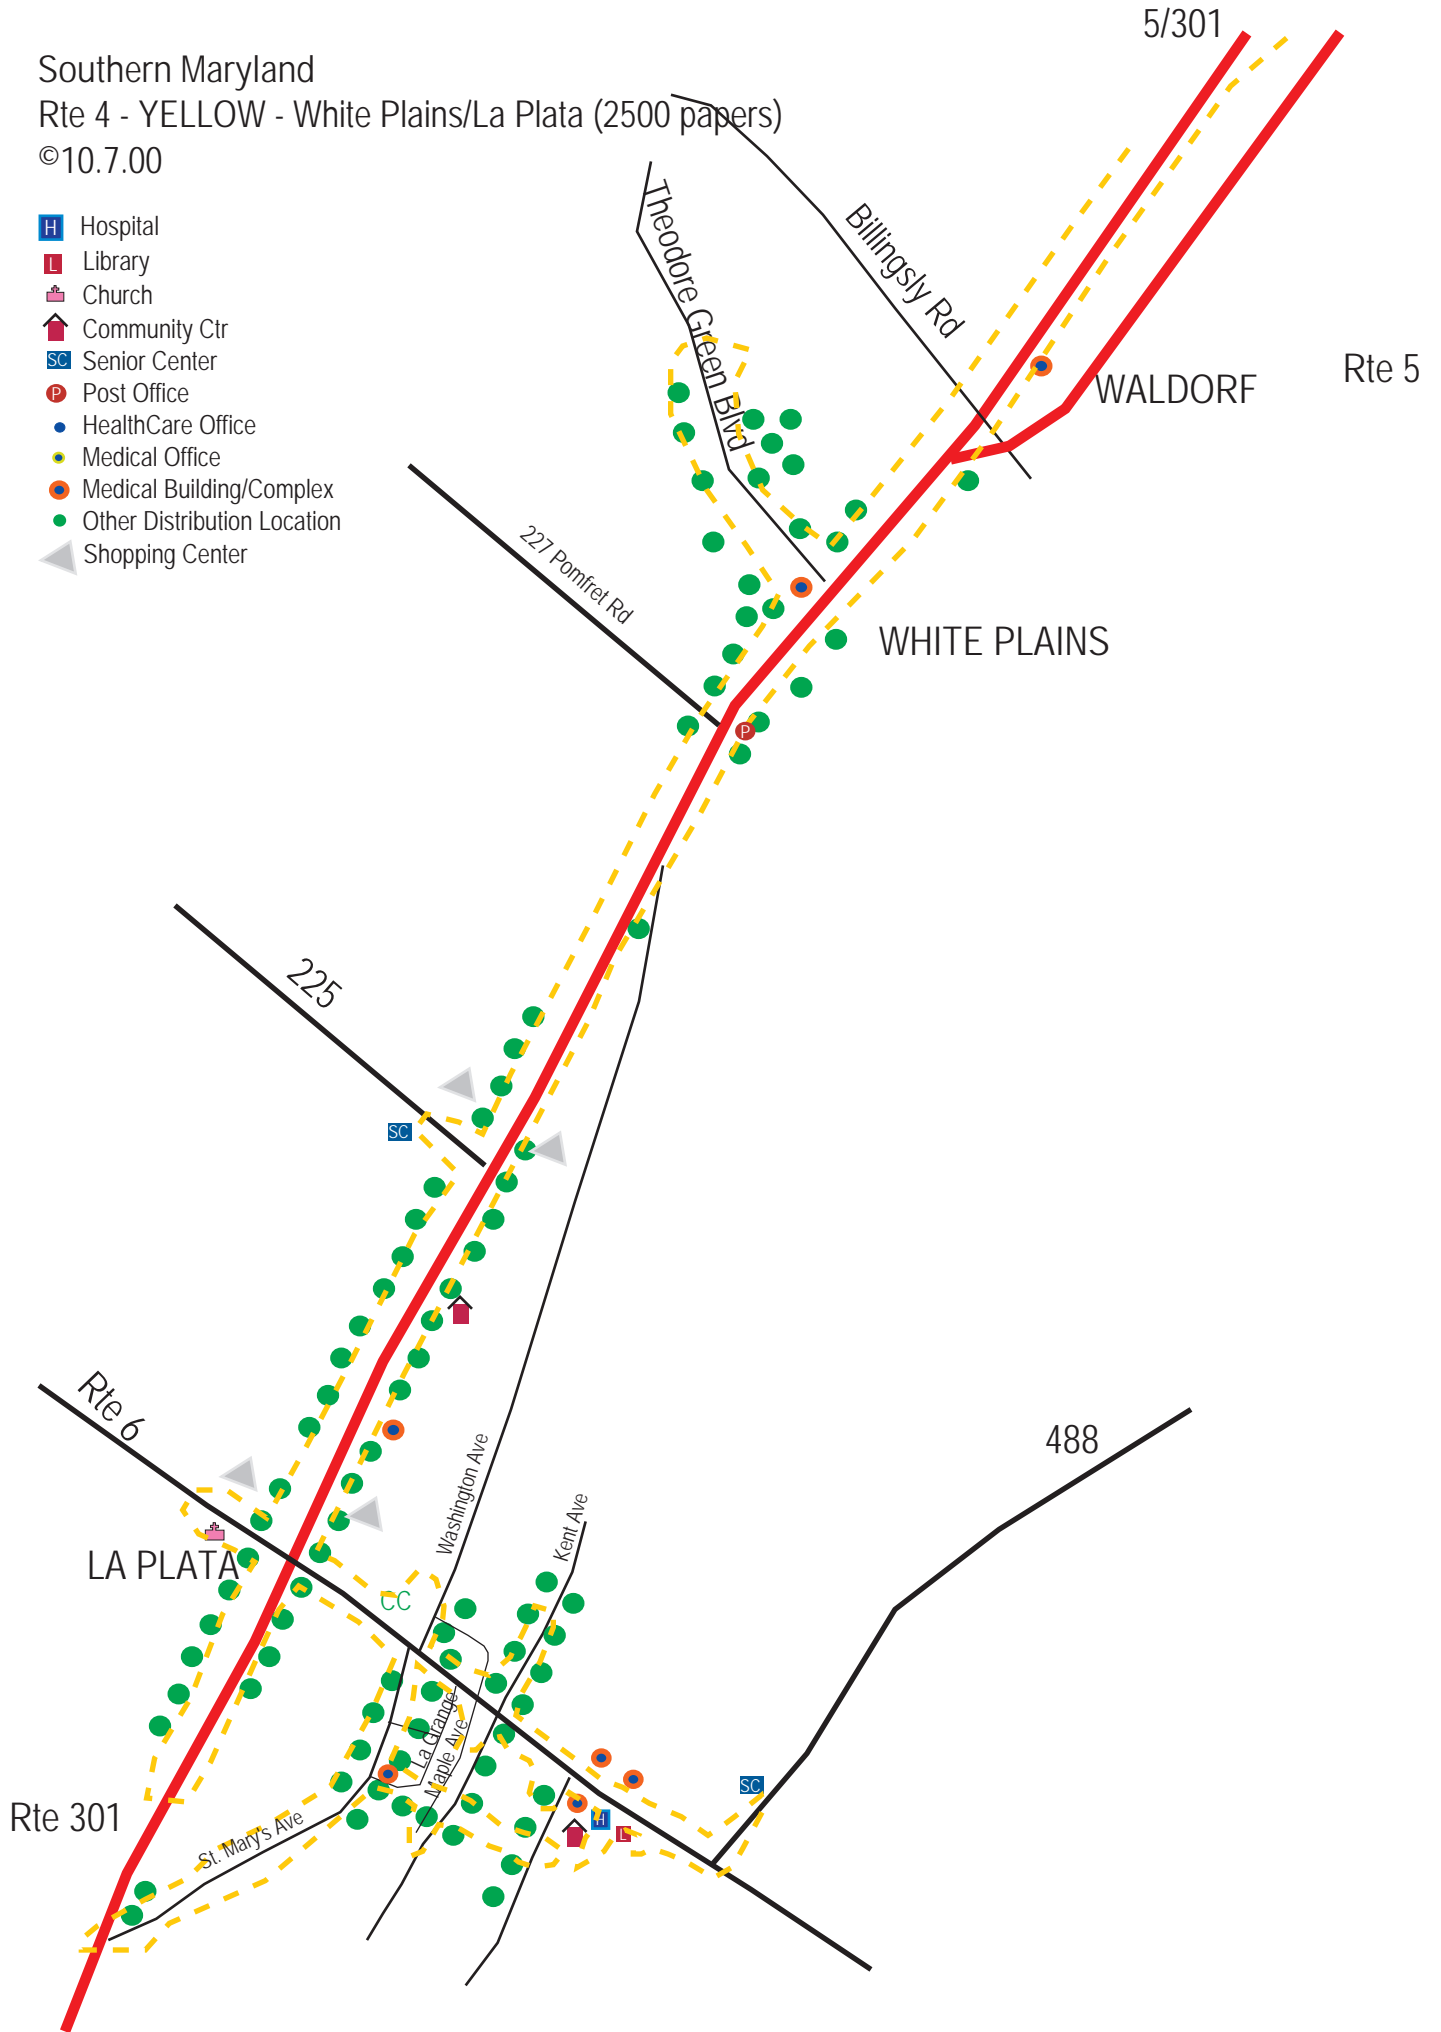 5/301
Southern Maryland
Rte 4 - YELLOW - White Plains/La Plata (2500 papers)
©10.7.00
H Hospital
L Library
Church
Community Ctr
SC Senior Center
P Post Office
HealthCare Office
Medical Office
Medical Building/Complex
Other Distribution Location
Shopping Center
Theodore Green Blvd
Billingsly Rd
WALDORF
Rte 5
227 Pomfret Rd
WHITE PLAINS
P
225
SC
Rte 6
488
Washington Ave
Kent Ave
LA PLATA
CC
La Grange
Maple Ave
SC
H
L
Rte 301
St. Mary's Ave